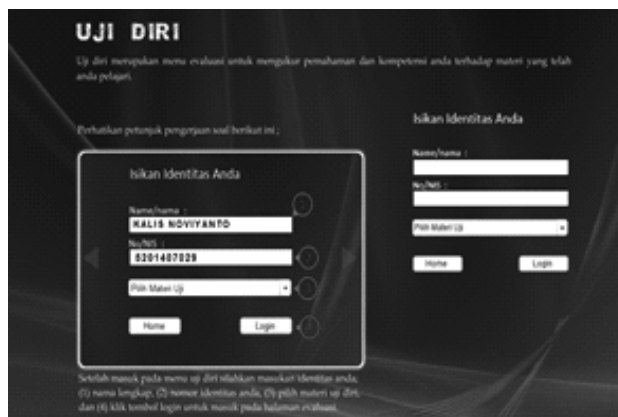 UJI DIRI
Uji diri merupakan menu evaluasi untuk mengukur pemahaman dan kompetensi anda terhadap materi yang telah
anda pelajari.
Perhatikan petunjuk pengerjaan soal berikut ini ;
Isikan Identitas Anda
Name/nama :
KALIS NOVIYANTO
No/NIS :
5201407029
Pilih Materi Uji
Home Login
Setelah masuk pada menu uji diri silahkan masukan identitas anda;
(1) nama lengkap, (2) nomor identitas anda, (3) pilih materi uji diri,
dan (4) klik tombol login untuk masuk pada halaman evaluasi.
Isikan Identitas Anda
Name/nama :
No/NIS :
Pilih Materi Uji
Home Login